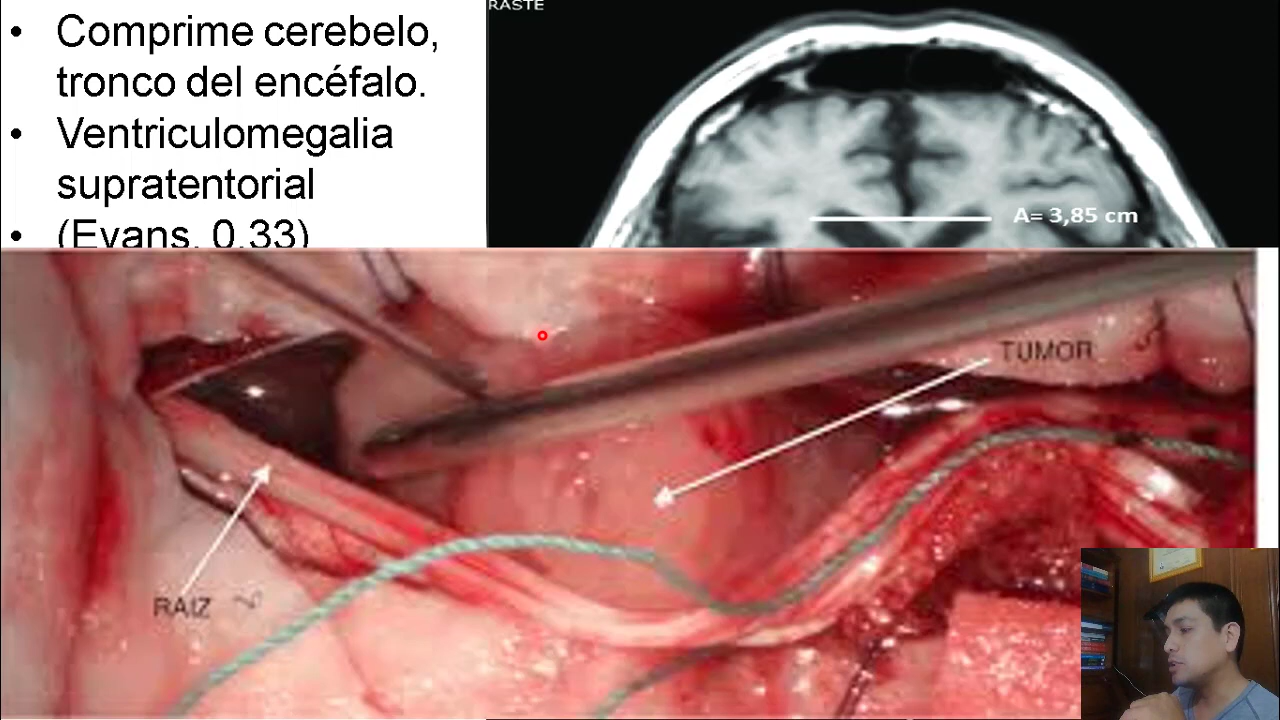 • Comprime cerebelo,
tronco del encéfalo.
• Ventriculomegalia
supratentorial
• (Evans. 0.33)
RASTE
A= 3,85 cm
TUMOR
RAIZ